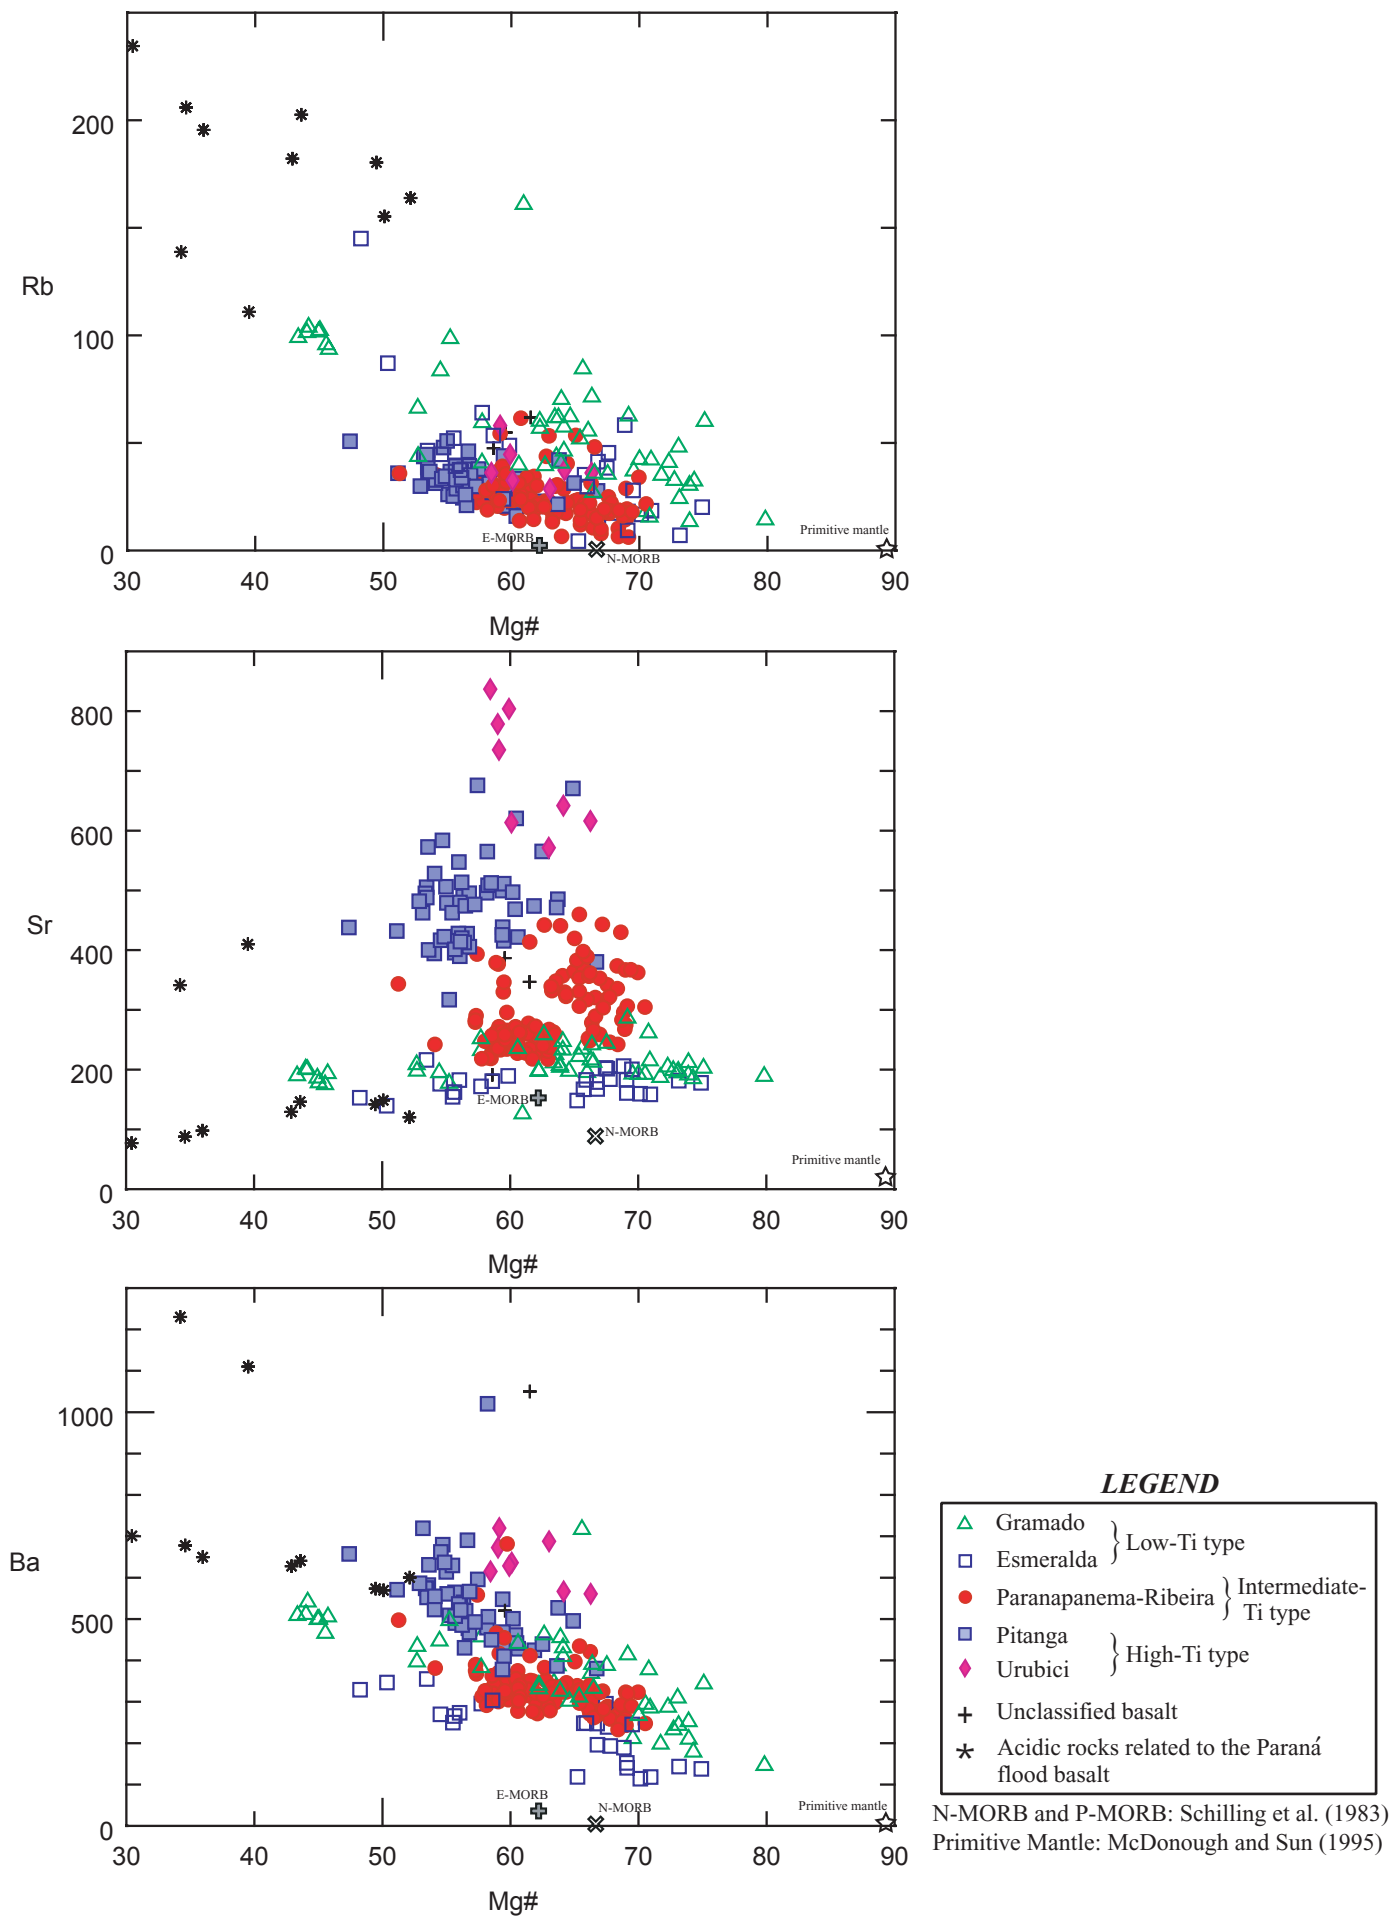 200
Rb
100
E-MORB
N-MORB
Primitive mantle
0
30 40 50 60 70 80 90
Mg#
800
600
Sr
400
200
E-MORB
N-MORB
Primitive mantle
0
30 40 50 60 70 80 90
Mg#
1000
Ba
500
E-MORB
N-MORB
Primitive mantle
0
30 40 50 60 70 80 90
Mg#
LEGEND
Gramado
Esmeralda
Low-Ti type
Paranapanema-Ribeira
Intermediate-
Ti type
Pitanga
Urubici
High-Ti type
Unclassified basalt
Acidic rocks related to the Paraná
flood basalt
N-MORB and P-MORB: Schilling et al. (1983)
Primitive Mantle: McDonough and Sun (1995)